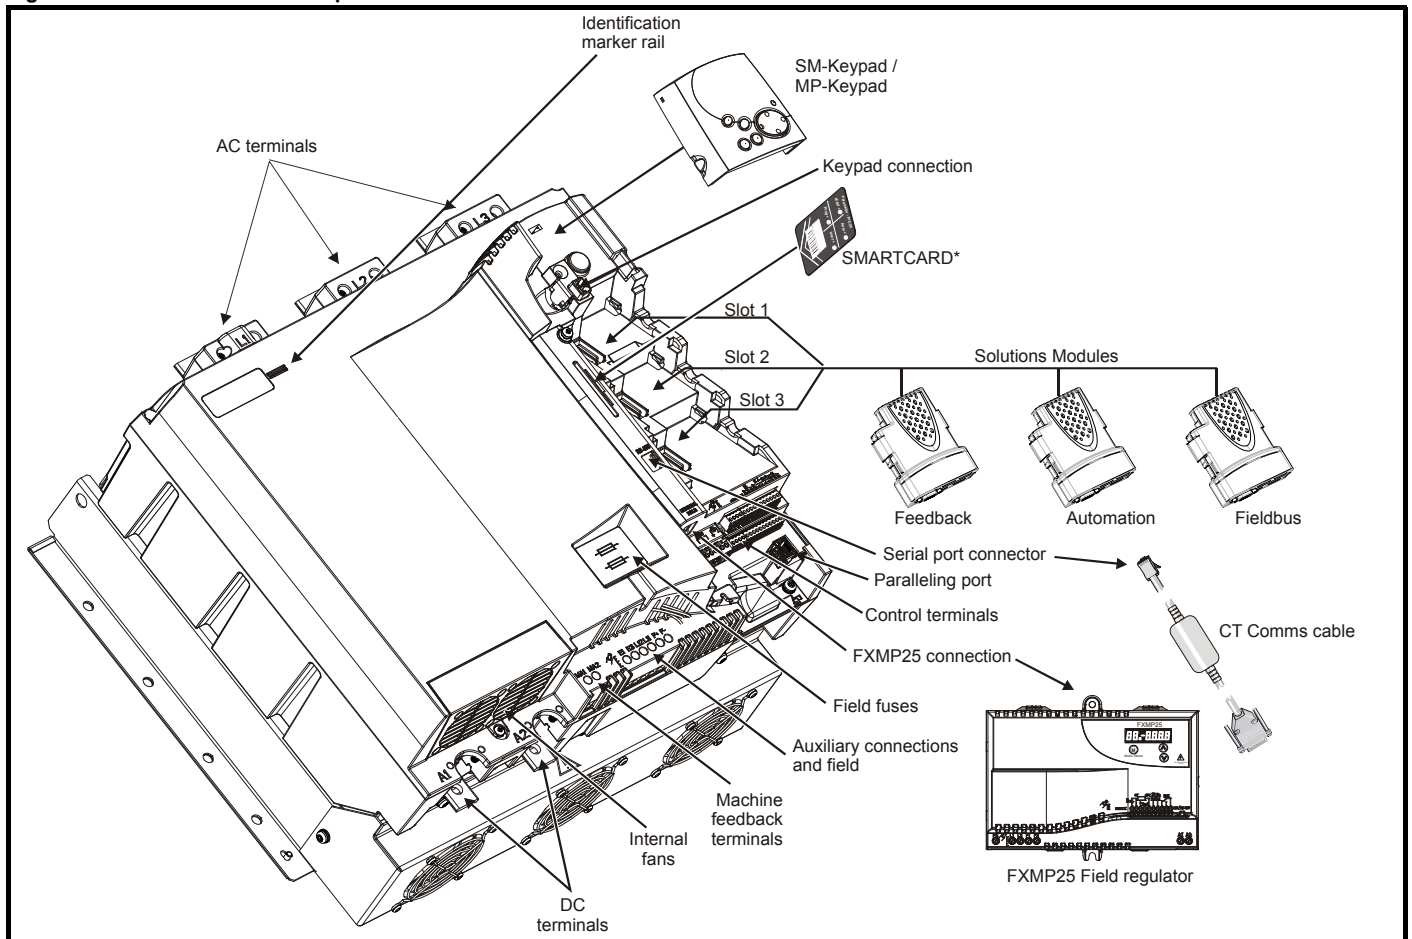 Identification
marker rail
SM-Keypad /
MP-Keypad
AC terminals
Keypad connection
SMARTCARD*
L3
L2
L1
Slot 1
Slot 2
Slot 3
Solutions Modules
Feedback
Automation
Fieldbus
Serial port connector
Paralleling port
Control terminals
CT Comms cable
FXMP25 connection
Field fuses
FXMP25
Auxiliary connections
and field
A2
A1
Machine
feedback
terminals
Internal
fans
FXMP25 Field regulator
DC
terminals